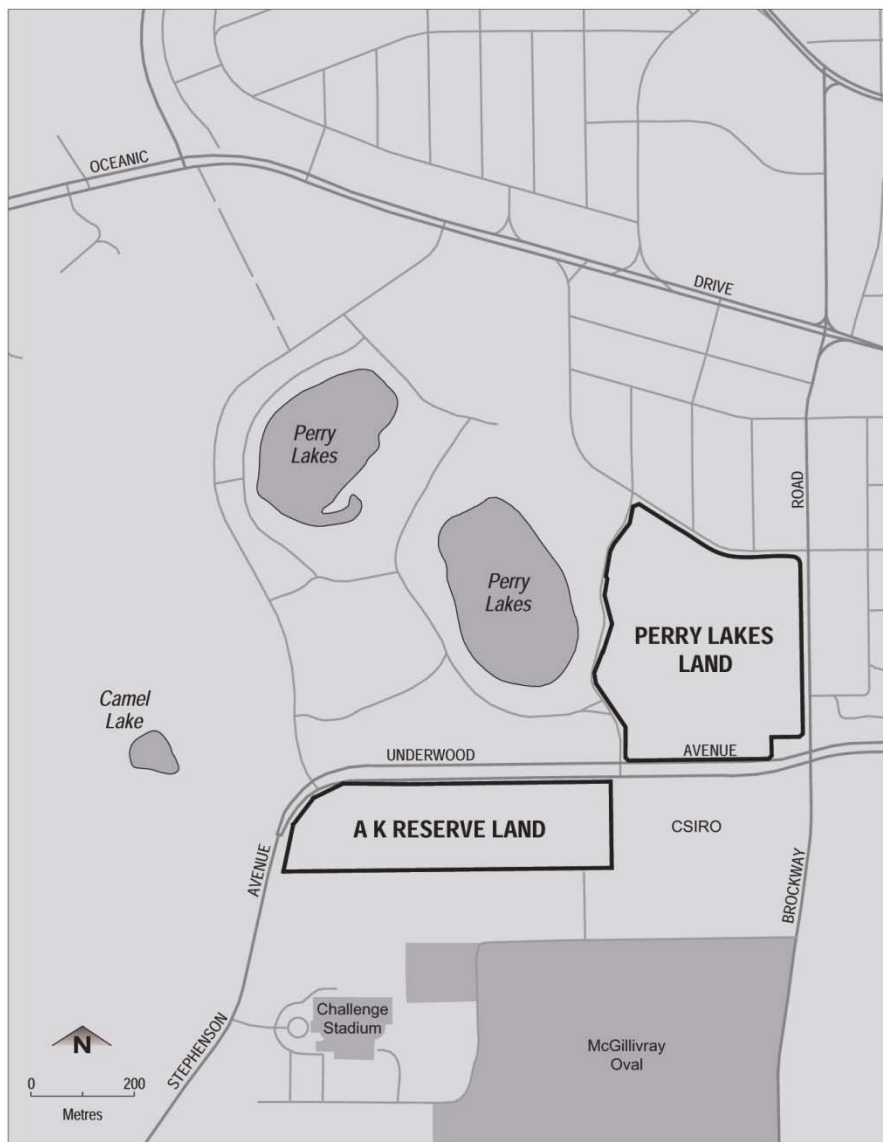 OCEANIC
DRIVE
Perry
Lakes
ROAD
Perry
Lakes
PERRY LAKES
LAND
Camel
Lake
UNDERWOOD
AVENUE
A K RESERVE LAND
CSIRO
AVENUE
BROCKWAY
STEPHENSON
Challenge
Stadium
McGillivray
Oval
N
0 200
Metres